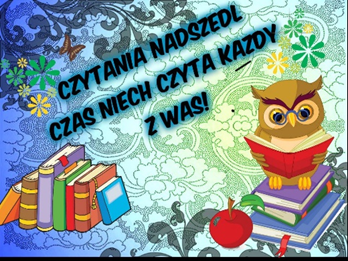 CZYTANIA NADSZEDŁ
CZAS NIECH CZYTA KAŻDY
Z WAS!